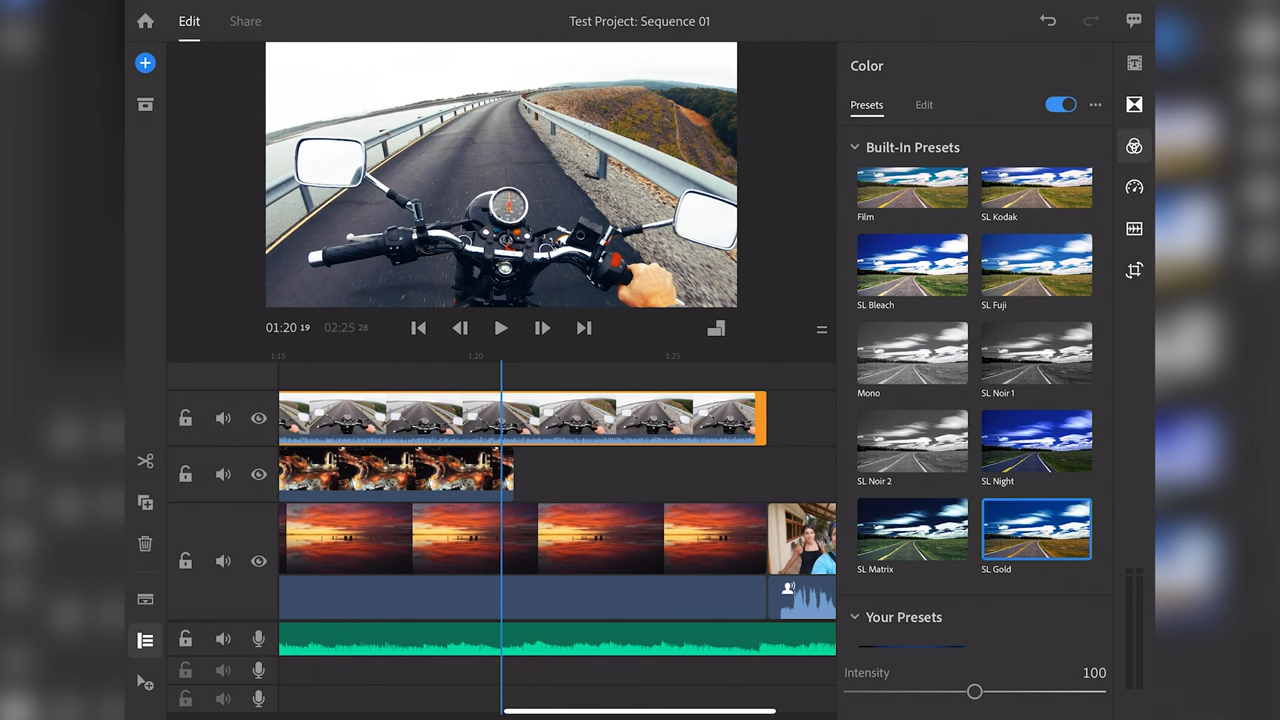 Edit
Share
Test Project: Sequence 01
Color
Presets
Edit
Built-In Presets
Film
SL Kodak
SL Bleach
SL Fuji
Mono
SL Noir 1
SL Noir 2
SL Night
SL Matrix
SL Gold
Your Presets
Intensity
100
01:20 19
02:25 28
1:15
1:20
1:25